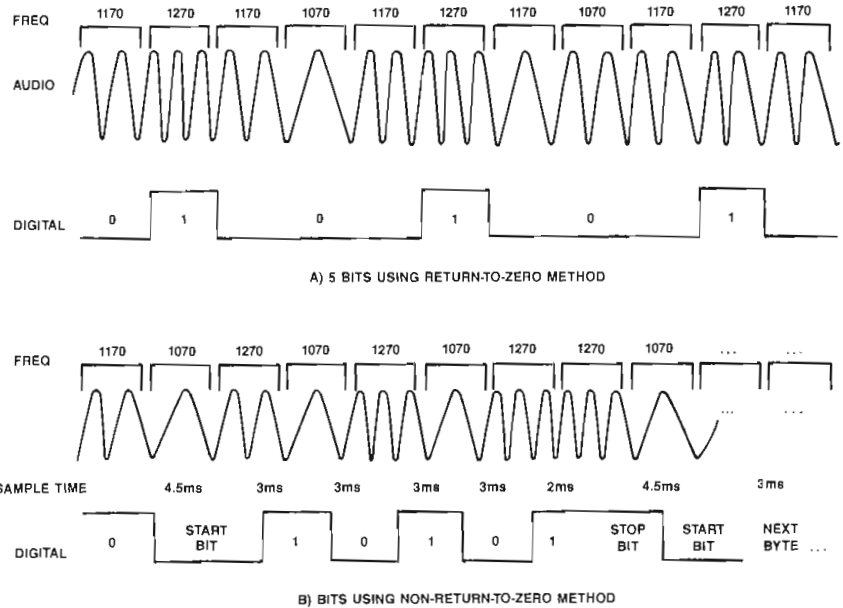 FREQ 1170 1270 1170 1070 1170 1270 1170 1070 1170 1270 1170
AUDIO
DIGITAL 0 1 0 1 0 1
A) 5 BITS USING RETURN-TO-ZERO METHOD
FREQ 1170 1070 1270 1070 1270 1070 1270 1270 1070 ... ...
... ...
SAMPLE TIME 4.5ms 3ms 3ms 3ms 3ms 2ms 4.5ms 3ms
DIGITAL 0 START BIT 1 0 1 0 1 STOP BIT START BIT NEXT BYTE ...
B) BITS USING NON-RETURN-TO-ZERO METHOD